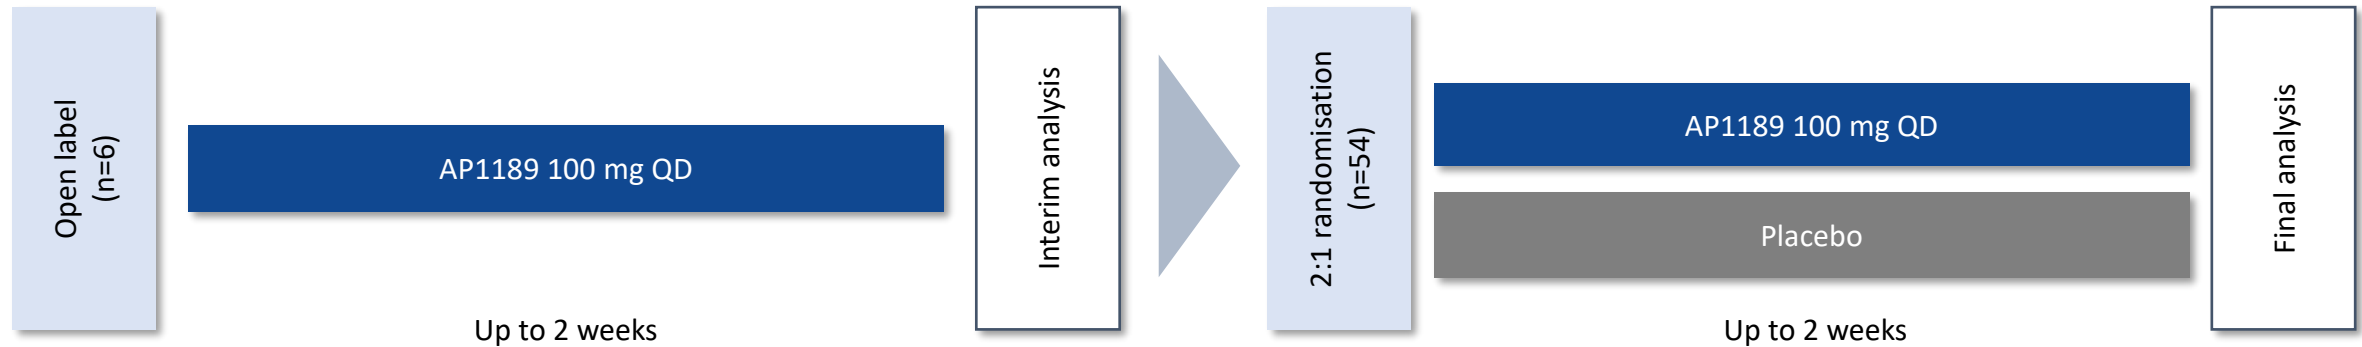 Open label
(n=6)
AP1189 100 mg QD
Up to 2 weeks
Interim analysis
2:1 randomisation
(n=54)
AP1189 100 mg QD
Placebo
Up to 2 weeks
Final analysis